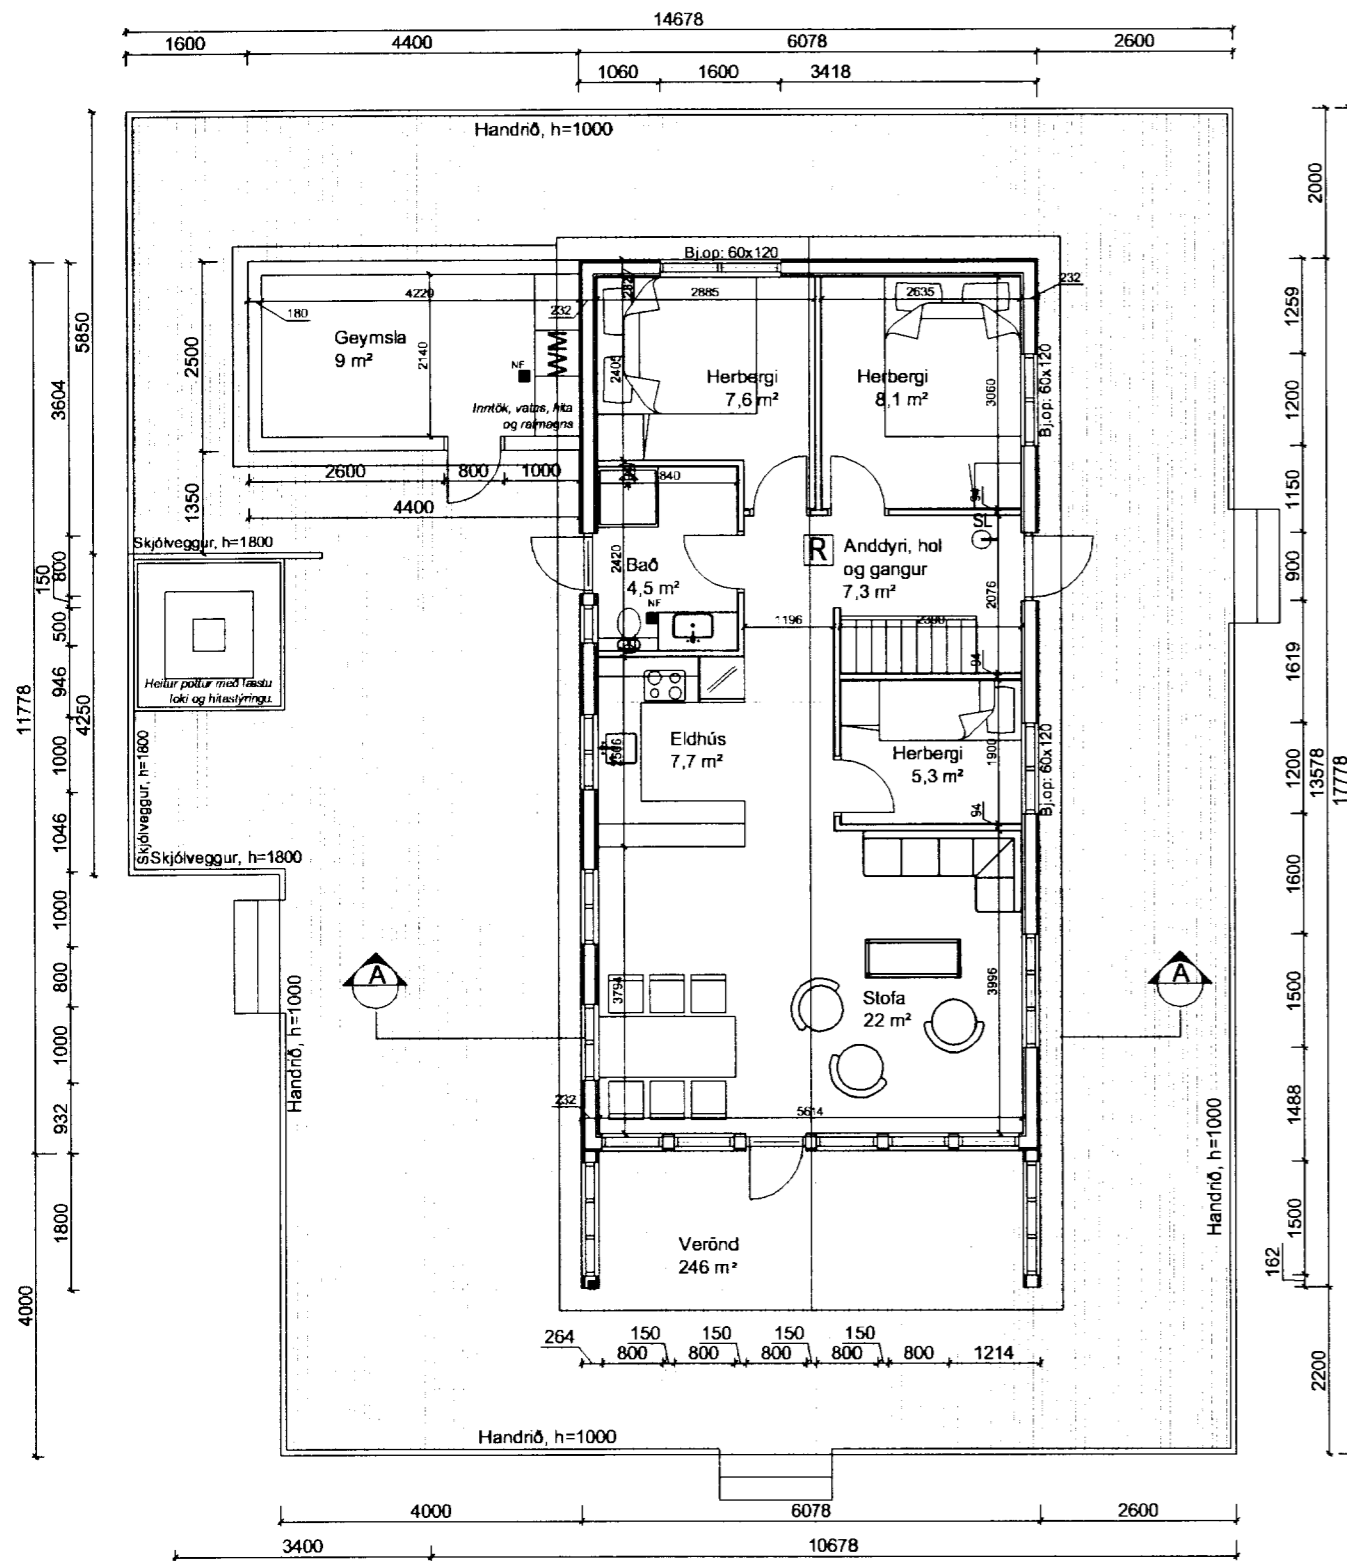 14678
1600
4400
6078
2600
1060
1600
3418
Handrið, h=1000
2000
Bj.op: 60x120
4220
232
2885
2635
232
180
Geymsla
9 m²
2140
WM
NF
2405
Herbergi
7,6 m²
Herbergi
8,1 m²
3060
Bj.op: 60x120
Inntök, vatns, hita
og rafmagns
5850
2500
3604
1259
1200
1150
2600
800
1000
1840
4400
1350
94
SL
Skjólveggur, h=1800
R
Anddyri, hol
og gangur
7,3 m²
2420
Bað
4,5 m²
NF
2076
900
150
800
500
1196
94
1619
946
Heitur pottur með læstu
loki og hitastýringu.
11778
4250
Eldhús
7,7 m²
Herbergi
5,3 m²
1900
Bj.op: 60x120
1200
13578
17778
1000
Skjólveggur, h=1800
94
1046
Skjólveggur, h=1800
1600
1000
A
A
800
3794
Stofa
22 m²
3996
1500
Handrið, h=1000
1000
932
232
5614
1488
Handrið, h=1000
1800
Verönd
246 m²
1500
162
4000
264
150
150
150
150
800
800
800
800
800
1214
2200
Handrið, h=1000
4000
6078
2600
3400
10678